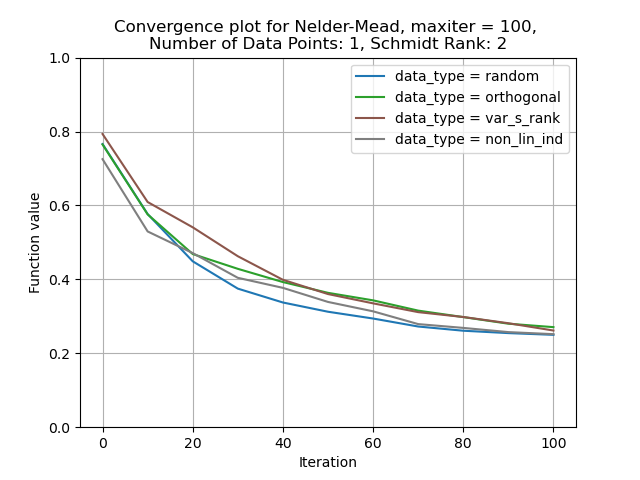 Convergence plot for Nelder-Mead, maxiter = 100,
Number of Data Points: 1, Schmidt Rank: 2
1.0
0.8
0.6
0.4
0.2
0.0
Function value
data_type = random
data_type = orthogonal
data_type = var_s_rank
data_type = non_lin_ind
0 20 40 60 80 100
Iteration